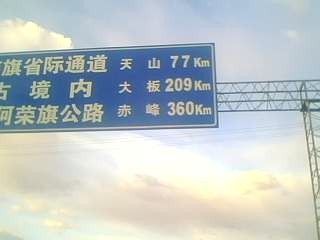 旗省际通道 天山 77Km
古境内 大板 209Km
阿荣旗公路 赤峰 360Km